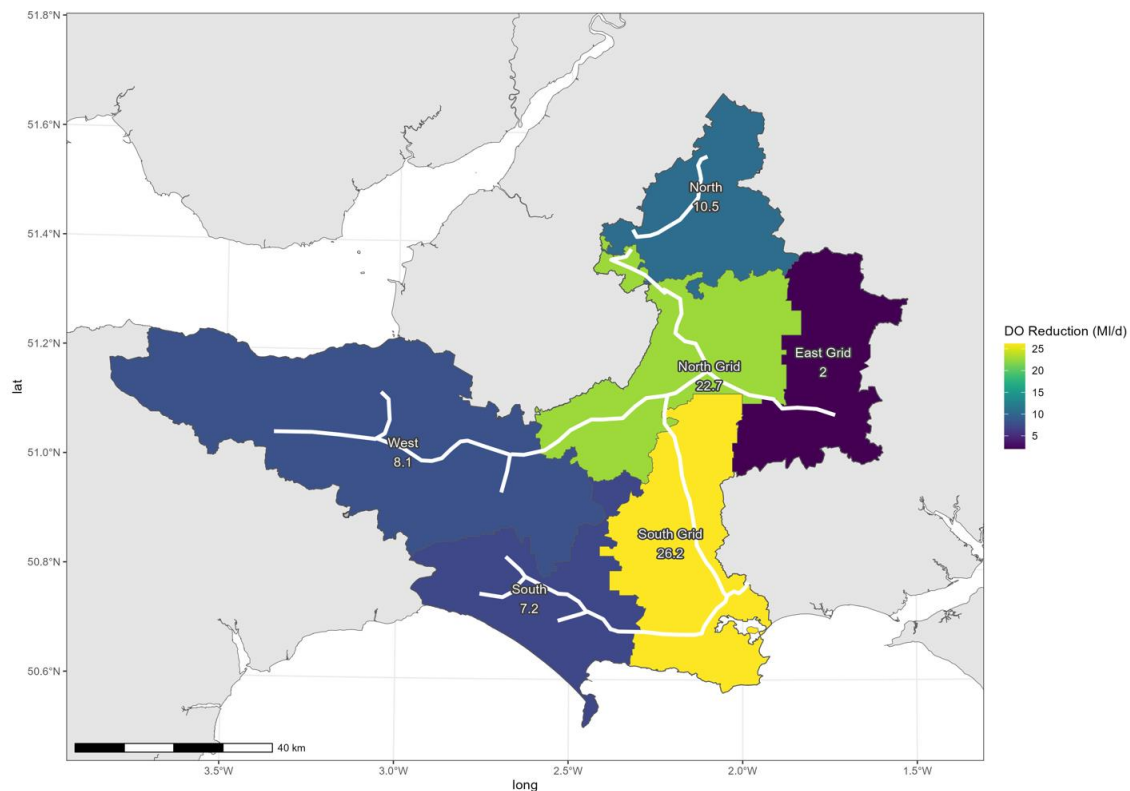 51.8°N
51.6°N
51.4°N
51.2°N
51.0°N
50.8°N
50.6°N
lat
North
10.5
East Grid
2
North Grid
22.7
West
8.1
South Grid
26.2
South
7.2
40 km
3.5°W
3.0°W
2.5°W
2.0°W
1.5°W
long
DO Reduction (Ml/d)
25
20
15
10
5